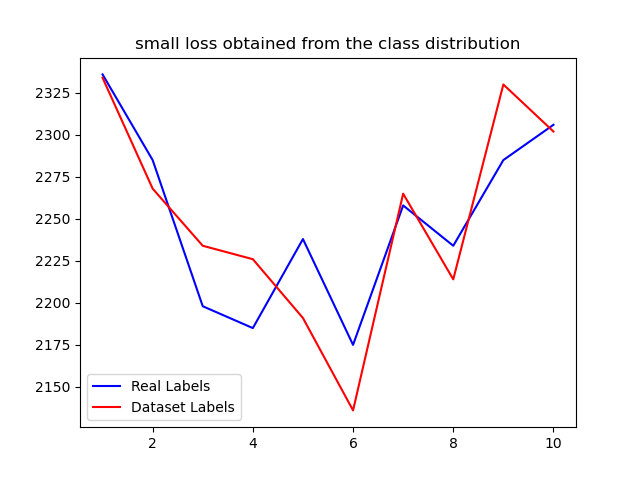 small loss obtained from the class distribution
2325
2300
2275
2250
2225
2200
2175
2150
Real Labels
Dataset Labels
2 4 6 8 10